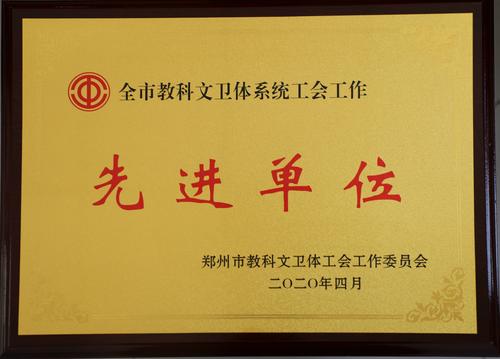 全市教科文卫体系统工会工作
先进单位
郑州市教科文卫体工会工作委员会
二〇二〇年四月